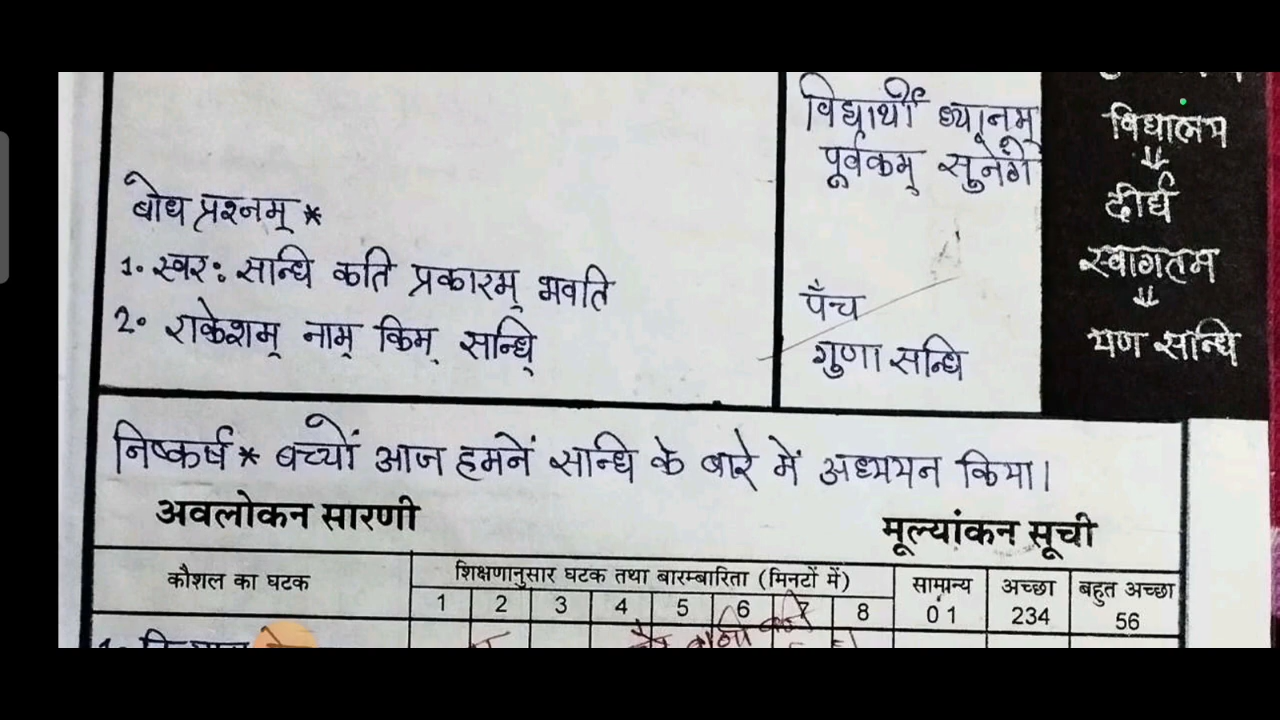 विद्यार्थी ध्यानम्
पूर्वकम् सुनेगें
बोध प्रश्नम् *
1. स्वर: सान्धि कति प्रकारम् भवति
2. राकेशम् नाम् किम् सन्धि्
पँच
गुणा सन्धि
विद्यालय
⇓
दीर्घ
स्वागतम
⇓
यण सन्धि
निष्कर्ष * बच्चों आज हमनें सान्धि के बारे में अध्ययन किया।
अवलोकन सारणी
मूल्यांकन सूची
कौशल का घटक
शिक्षणानुसार घटक तथा बारम्बारिता (मिनटों में)
सामान्य
अच्छा
बहुत अच्छा
1 2 3 4 5 6 7 8
0 1
234
56